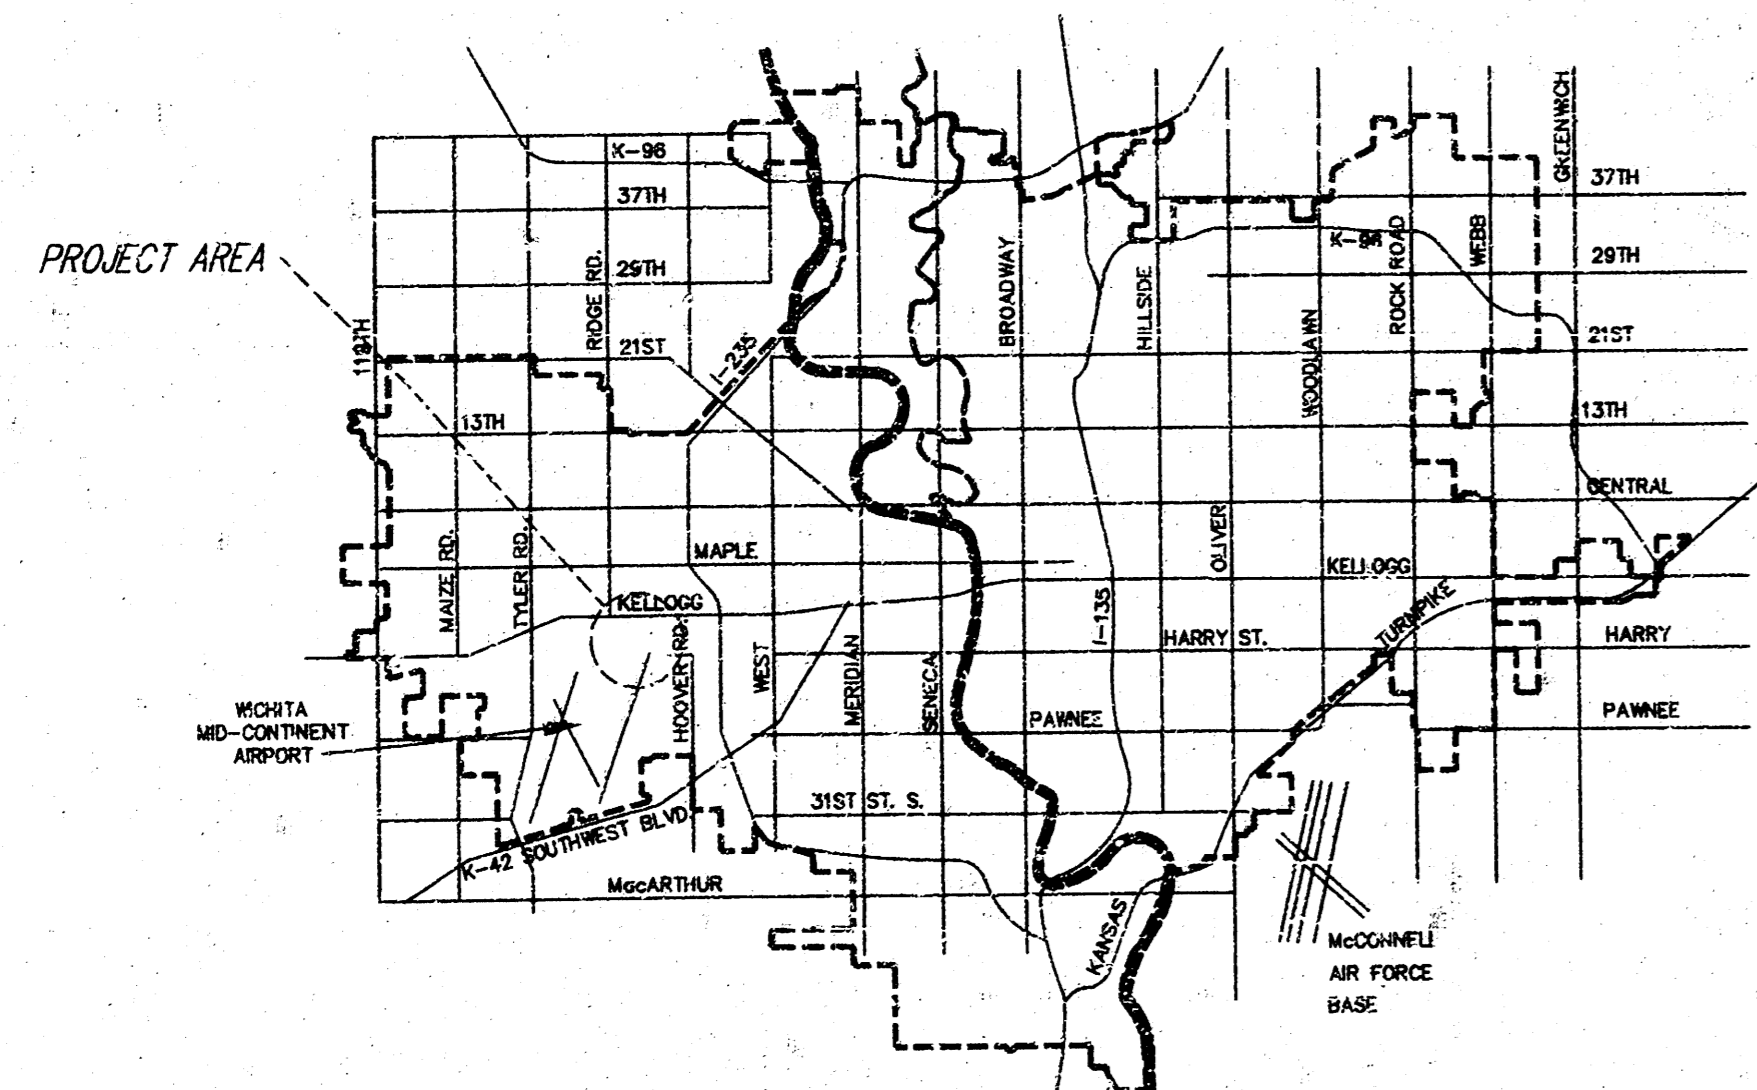 K-96
37TH
PROJECT AREA
RIDGE RD.
29TH
21ST
I-235
119TH
13TH
MAIZE RD.
TYLER RD.
MAPLE
KELLOGG
HOOVER RD.
WEST
MERIDIAN
SENECA
WICHITA
MID-CONTINENT
AIRPORT
K-42 SOUTHWEST BLVD.
31ST ST. S.
McCARTHUR
BROADWAY
HILLSIDE
I-135
OLIVER
WOODLAWN
K-96
ROCK ROAD
WEBB
GREENWICH
37TH
29TH
21ST
13TH
CENTRAL
KELLOGG
TURNPIKE
HARRY ST.
HARRY
PAWNEE
PAWNEE
KANSAS
McCONNELL
AIR FORCE
BASE